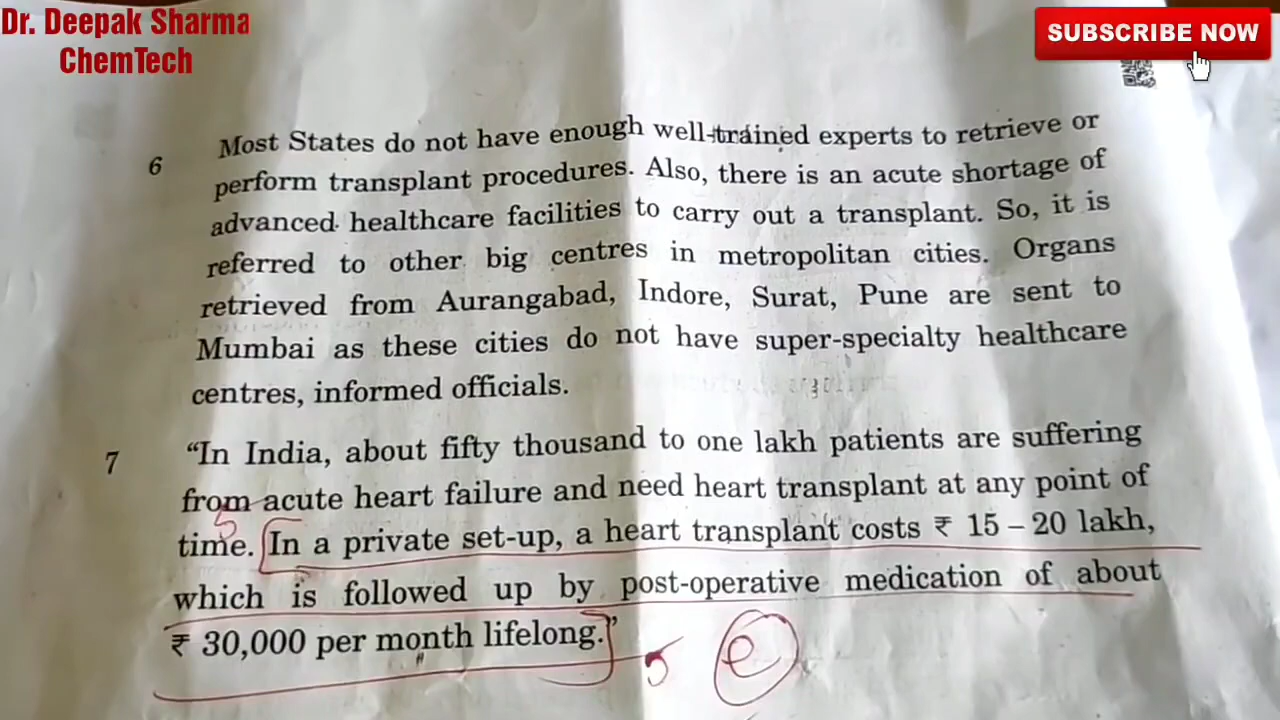 Dr. Deepak Sharma
ChemTech
SUBSCRIBE NOW
6 Most States do not have enough well-trained experts to retrieve or
perform transplant procedures. Also, there is an acute shortage of
advanced healthcare facilities to carry out a transplant. So, it is
referred to other big centres in metropolitan cities. Organs
retrieved from Aurangabad, Indore, Surat, Pune are sent to
Mumbai as these cities do not have super-specialty healthcare
centres, informed officials.
7 “In India, about fifty thousand to one lakh patients are suffering
from acute heart failure and need heart transplant at any point of
5
time. In a private set-up, a heart transplant costs ₹ 15 – 20 lakh,
which is followed up by post-operative medication of about
₹ 30,000 per month lifelong.”
5 e